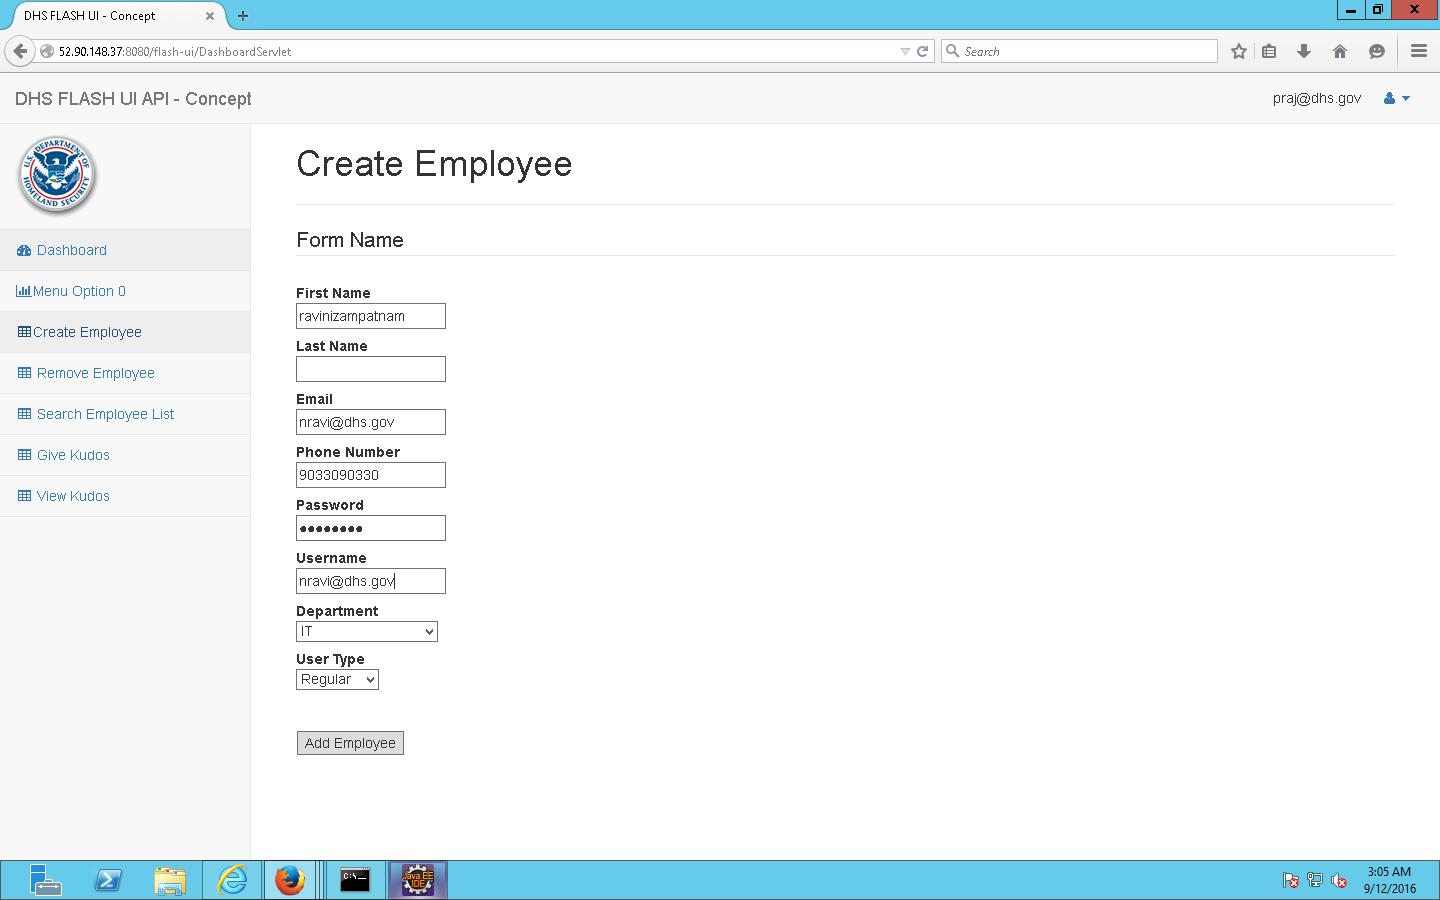 DHS FLASH UI - Concept
52.90.148.37:8080/flash-ui/DashboardServlet
Search
DHS FLASH UI API - Concept
praj@dhs.gov
U.S. DEPARTMENT OF
HOMELAND SECURITY
Dashboard
Menu Option 0
Create Employee
Remove Employee
Search Employee List
Give Kudos
View Kudos
Create Employee
Form Name
First Name
ravinizampatnam
Last Name
Email
nravi@dhs.gov
Phone Number
9033090330
Password
Username
nravi@dhs.gov
Department
IT
User Type
Regular
Add Employee
C:\
Java EE
IDE
3:05 AM
9/12/2016